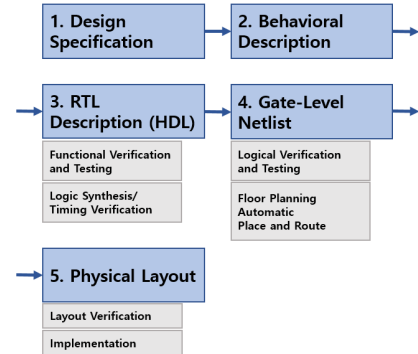 1. Design
Specification
2. Behavioral
Description
3. RTL
Description (HDL)
4. Gate-Level
Netlist
Functional Verification
and Testing
Logic Synthesis/
Timing Verification
Logical Verification
and Testing
Floor Planning
Automatic
Place and Route
5. Physical Layout
Layout Verification
Implementation